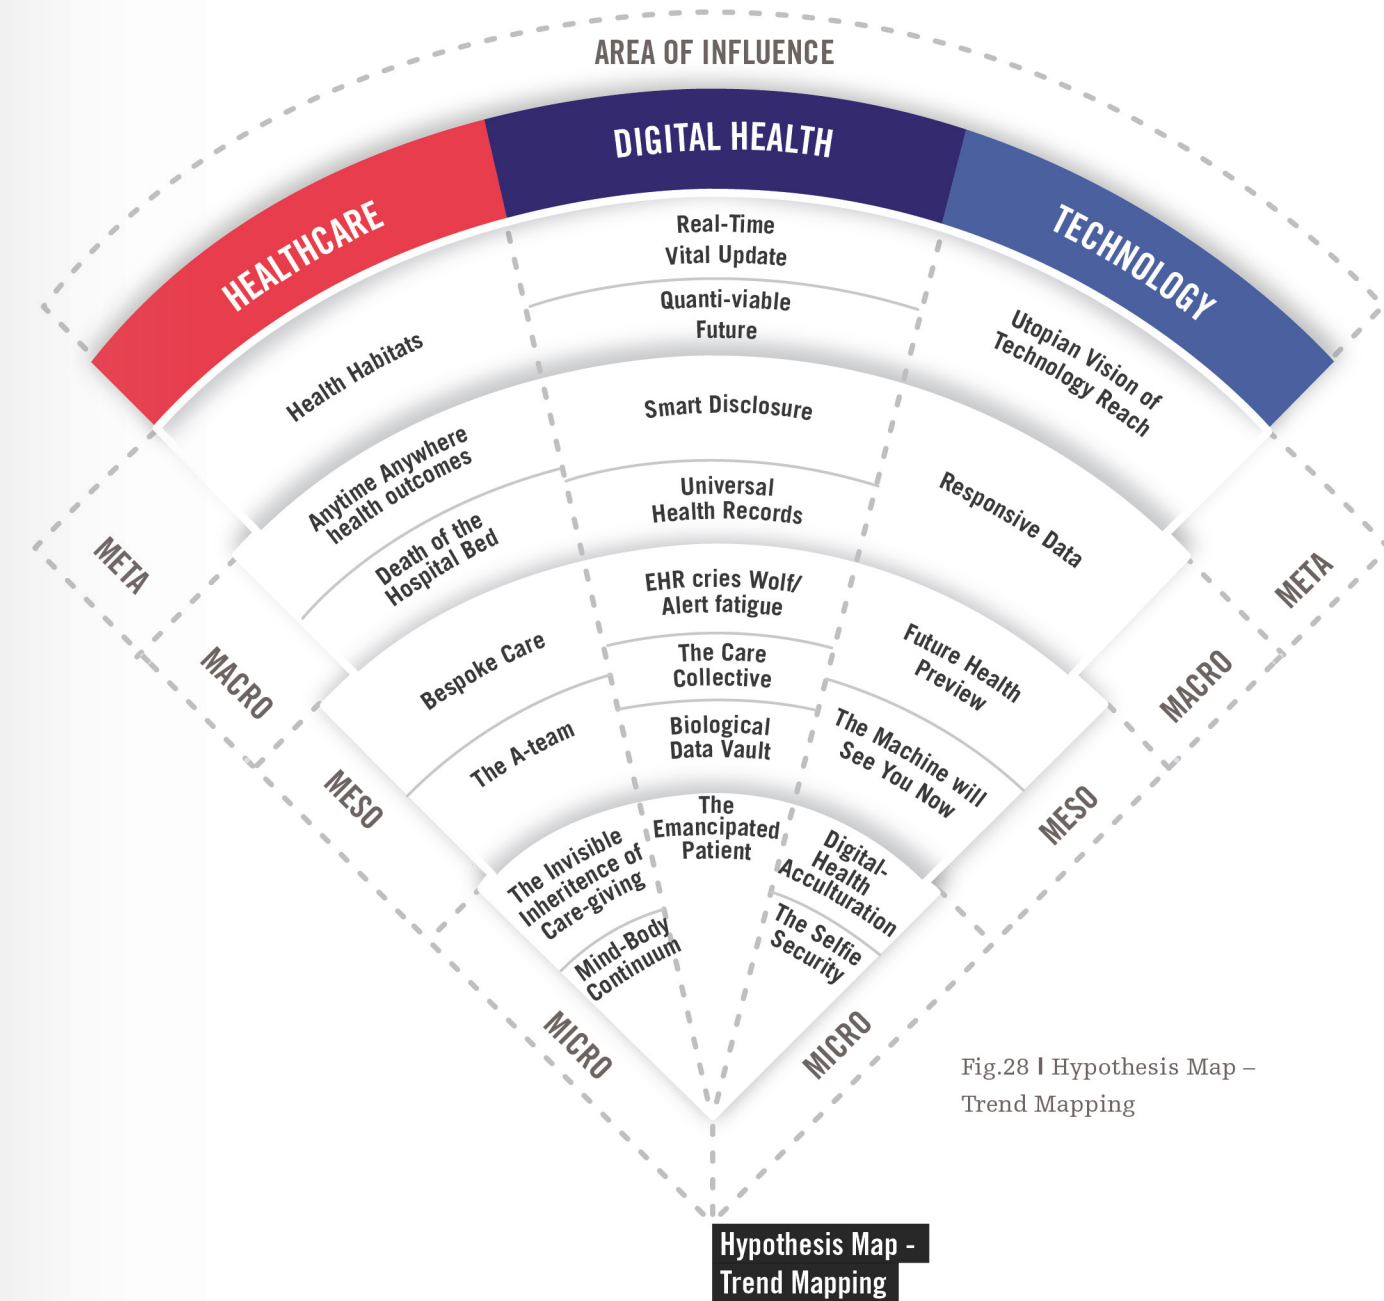 AREA OF INFLUENCE
HEALTHCARE
DIGITAL HEALTH
TECHNOLOGY
Health Habitats
Real-Time
Vital Update
Quanti-viable
Future
Utopian Vision of
Technology Reach
Anytime Anywhere
health outcomes
Death of the
Hospital Bed
Smart Disclosure
Universal
Health Records
Responsive Data
Bespoke Care
The A-team
EHR cries Wolf/
Alert fatigue
The Care
Collective
Biological
Data Vault
Future Health
Preview
The Machine will
See You Now
The Invisible
Inheritence of
Care-giving
Mind-Body
Continuum
The
Emancipated
Patient
Digital-
Health
Acculturation
The Selfie
Security
META
MACRO
MESO
MICRO
META
MACRO
MESO
MICRO
Fig.28 I Hypothesis Map –
Trend Mapping
Hypothesis Map -
Trend Mapping